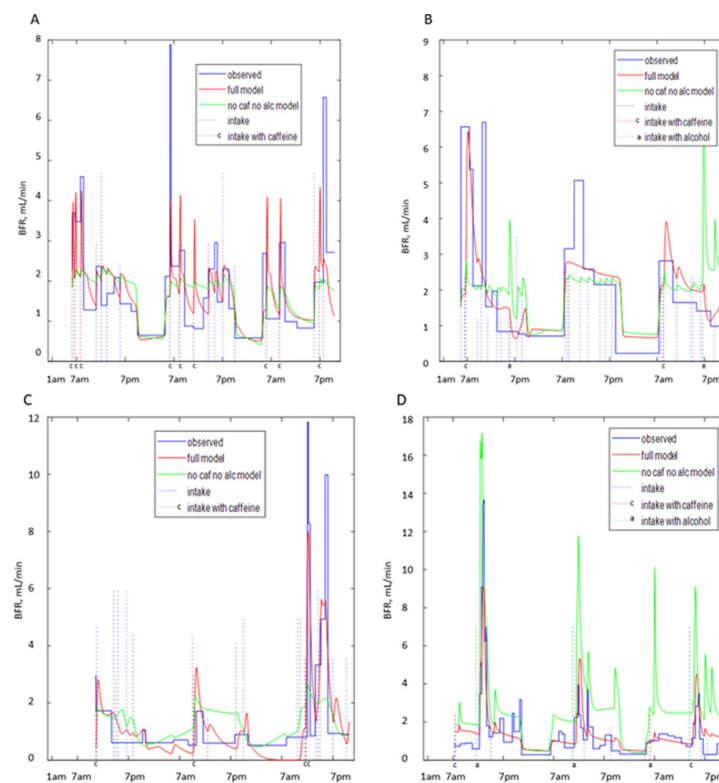 A
BFR, mL/min
8
7
6
5
4
3
2
1
0
observed
full model
no caf no alc model
intake
c intake with caffeine
c c c c c c c c
1am 7am 7pm 7am 7pm 7am 7pm
B
BFR, mL/min
9
8
7
6
5
4
3
2
1
0
observed
full model
no caf no alc model
intake
c intake with caffeine
a intake with alcohol
c a c a
1am 7am 7pm 7am 7pm 7am 7pm
C
BFR, mL/min
12
10
8
6
4
2
0
observed
full model
no caf no alc model
intake
c intake with caffeine
c c cc
1am 7am 7pm 7am 7pm 7am 7pm
D
BFR, mL/min
18
16
14
12
10
8
6
4
2
0
observed
full model
no caf no alc model
intake
c intake with caffeine
a intake with alcohol
c a a a c
1am 7am 7pm 7am 7pm 7am 7pm